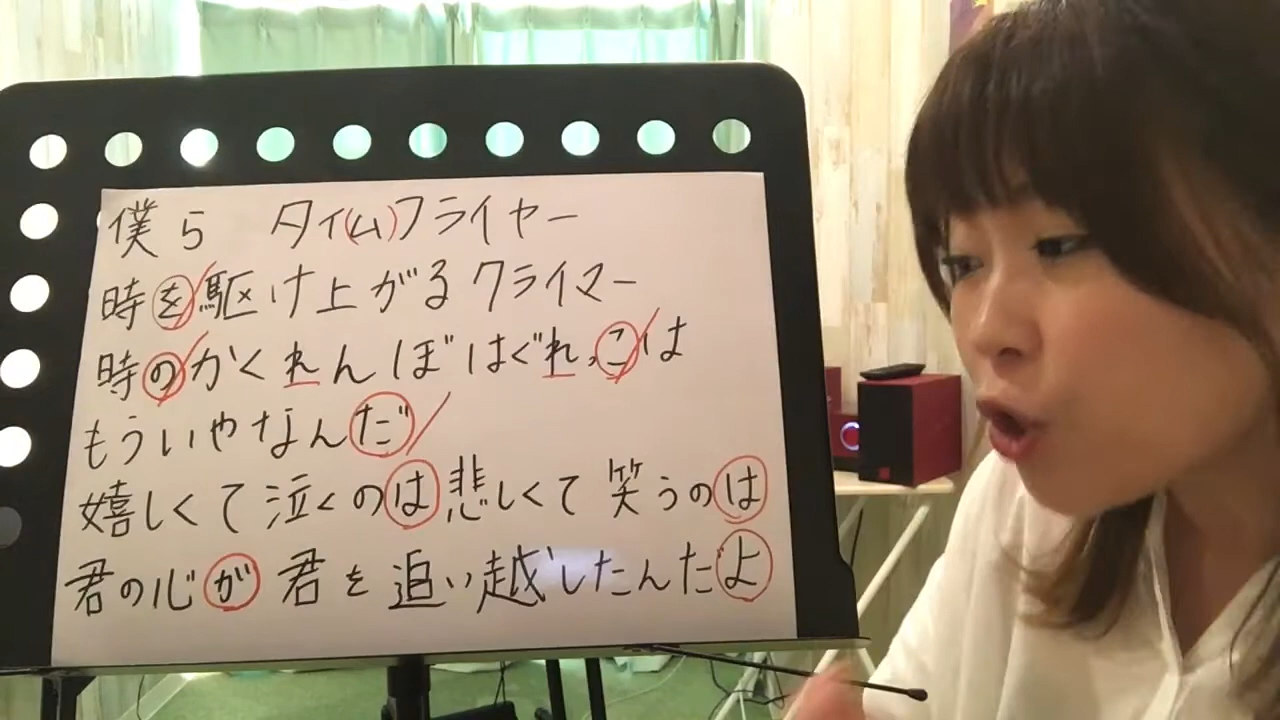 僕ら タイ(ム)フライヤー
時を駆け上がるクライマー
時のかくれんぼはぐれっこは
もういやなんだ
嬉しくて泣くのは悲しくて笑うのは
君の心が君を追い越したんだよ